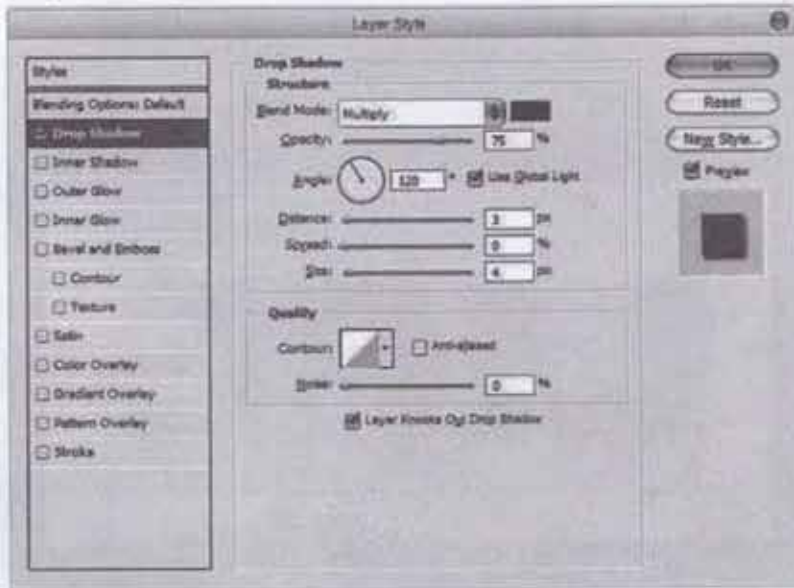 Layer Style
Styles
Blending Options: Default
Drop Shadow
Inner Shadow
Outer Glow
Inner Glow
Bevel and Emboss
Contour
Texture
Satin
Color Overlay
Gradient Overlay
Pattern Overlay
Stroke
Drop Shadow
Structure
Blend Mode: Multiply
Opacity: 75 %
Angle: 120 ° Use Global Light
Distance: 3 px
Spread: 0 %
Size: 4 px
Quality
Contour: Anti-aliased
Noise: 0 %
Layer Knocks Out Drop Shadow
OK
Reset
New Style...
Preview